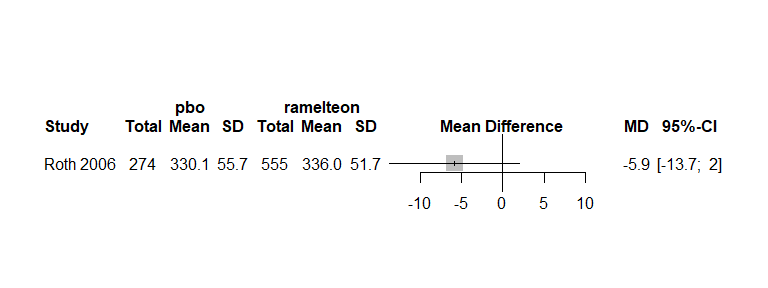 pbo ramelteon
Study Total Mean SD Total Mean SD Mean Difference MD 95%-CI
Roth 2006 274 330.1 55.7 555 336.0 51.7 -5.9 [-13.7; 2]
-10 -5 0 5 10